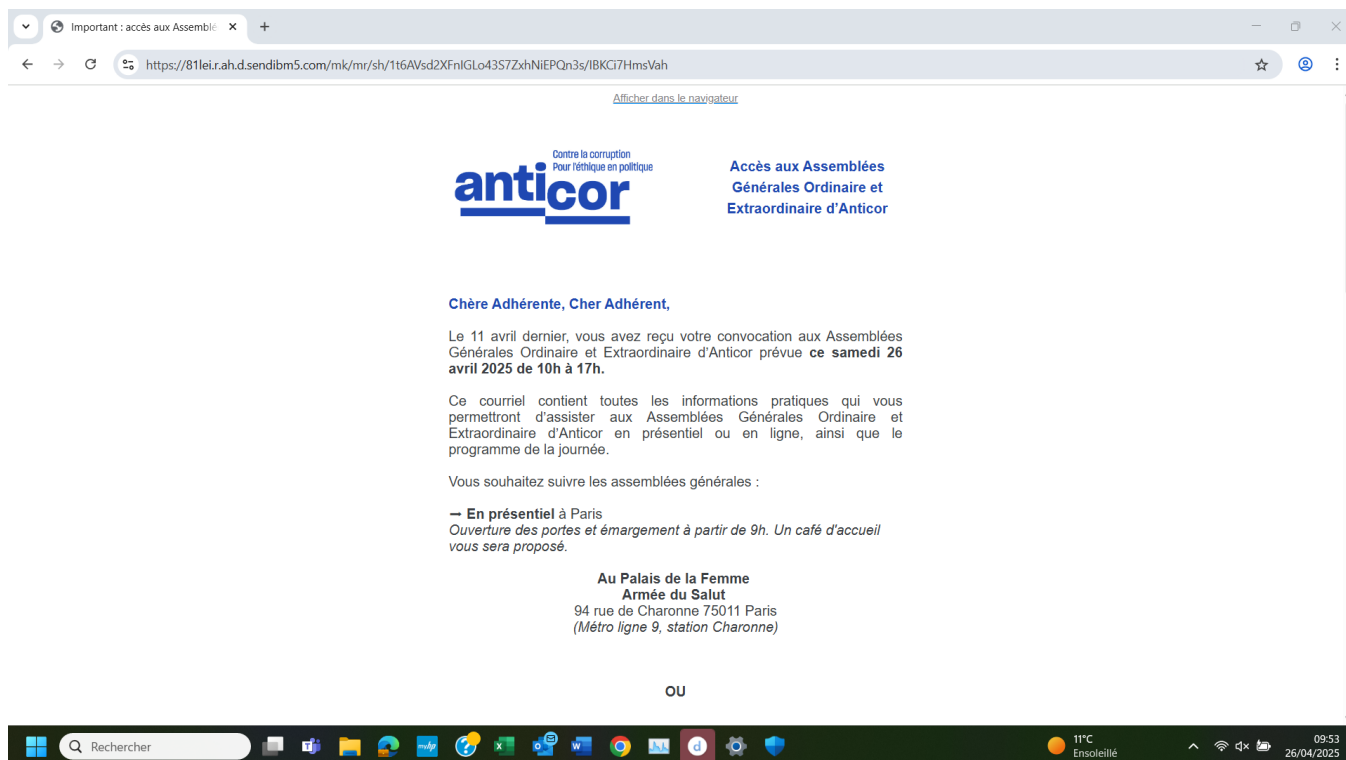 Important : accès aux Assemblé
https://81lei.r.ah.d.sendibm5.com/mk/mr/sh/1t6AVsd2XFnIGLo43S7ZxhNiEPQn3s/IBKCi7HmsVah
Afficher dans le navigateur
Contre la corruption
Pour l'éthique en politique
anticor
Accès aux Assemblées
Générales Ordinaire et
Extraordinaire d'Anticor
Chère Adhérente, Cher Adhérent,
Le 11 avril dernier, vous avez reçu votre convocation aux Assemblées
Générales Ordinaire et Extraordinaire d'Anticor prévue ce samedi 26
avril 2025 de 10h à 17h.
Ce courriel contient toutes les informations pratiques qui vous
permettront d'assister aux Assemblées Générales Ordinaire et
Extraordinaire d'Anticor en présentiel ou en ligne, ainsi que le
programme de la journée.
Vous souhaitez suivre les assemblées générales :
➞ En présentiel à Paris
Ouverture des portes et émargement à partir de 9h. Un café d'accueil
vous sera proposé.
Au Palais de la Femme
Armée du Salut
94 rue de Charonne 75011 Paris
(Métro ligne 9, station Charonne)
OU
Rechercher
11°C
Ensoleillé
09:53
26/04/2025